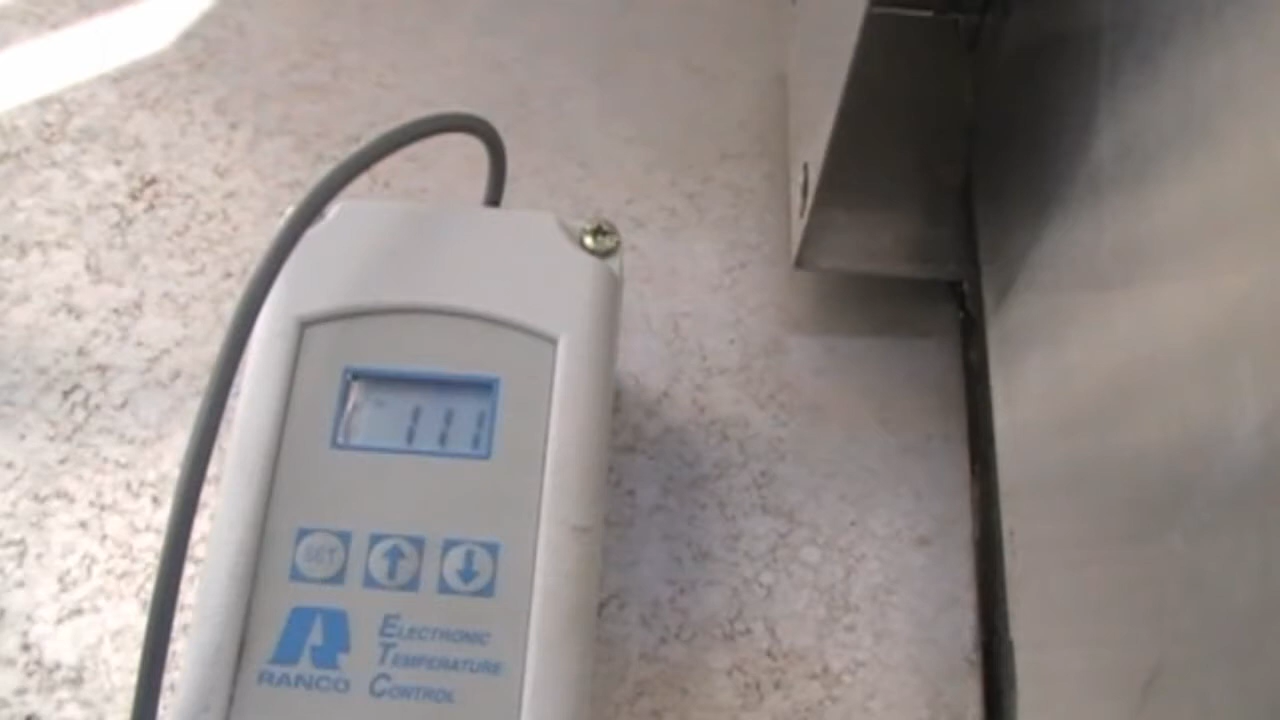 111
SET
RANCO
ELECTRONIC
TEMPERATURE
CONTROL